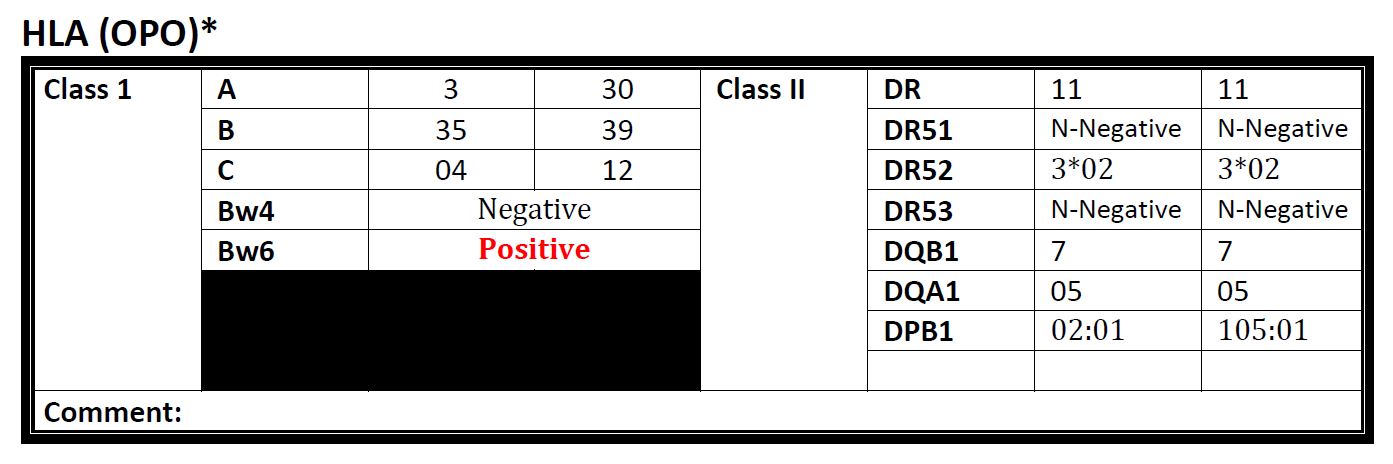 HLA (OPO)*
Class 1 A 3 30 Class II DR 11 11
B 35 39 DR51 N-Negative N-Negative
C 04 12 DR52 3*02 3*02
Bw4 Negative DR53 N-Negative N-Negative
Bw6 Positive DQB1 7 7
DQA1 05 05
DPB1 02:01 105:01
Comment: